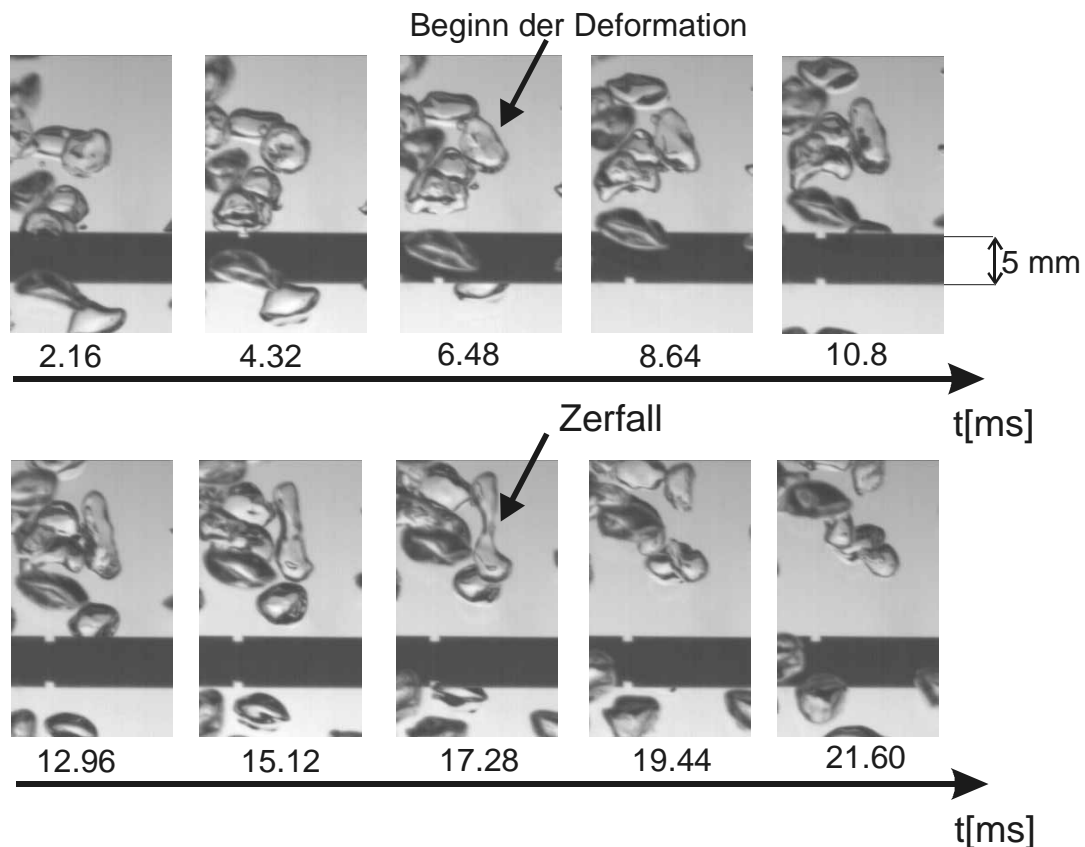 Beginn der Deformation
5 mm
2.16 4.32 6.48 8.64 10.8
t[ms]
Zerfall
12.96 15.12 17.28 19.44 21.60
t[ms]